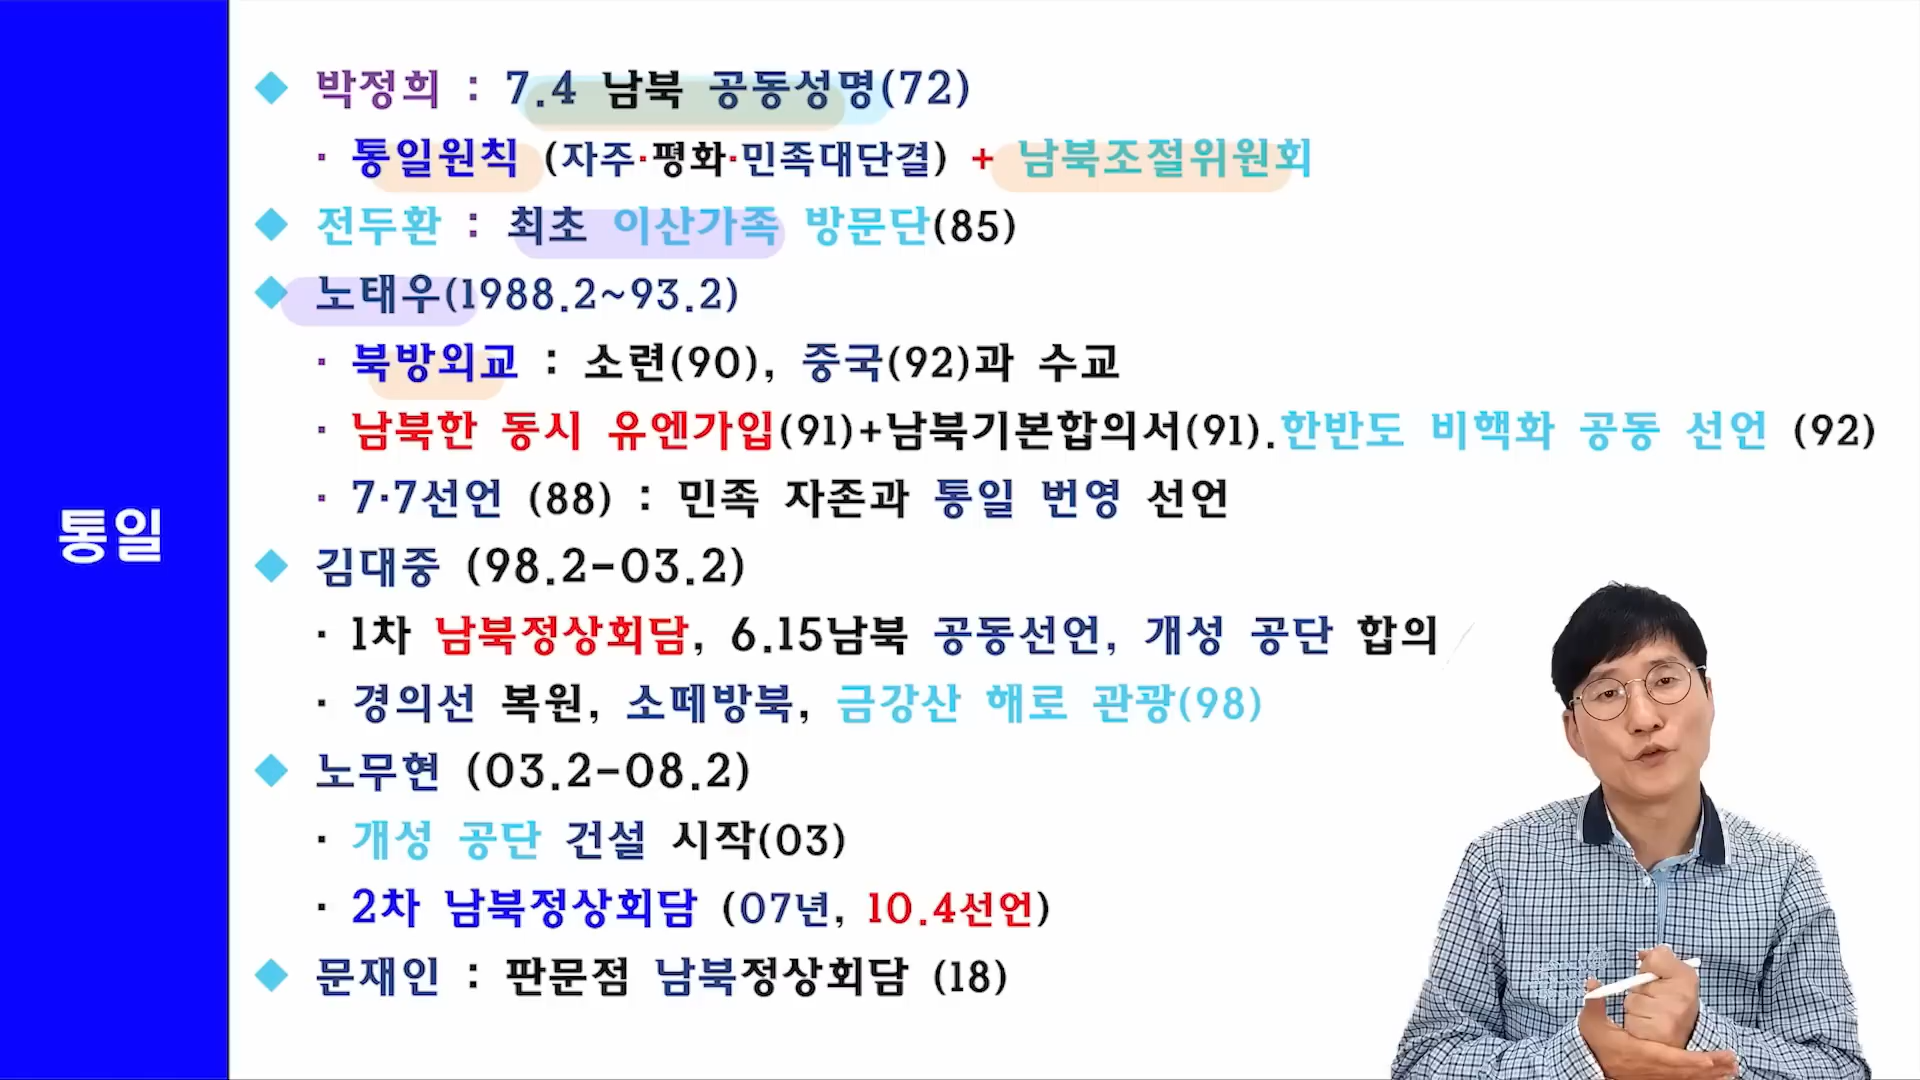 통일
박정희 : 7.4 남북 공동성명(72)
· 통일원칙 (자주·평화·민족대단결) + 남북조절위원회
전두환 : 최초 이산가족 방문단(85)
노태우(1988.2~93.2)
· 북방외교 : 소련(90), 중국(92)과 수교
· 남북한 동시 유엔가입(91)+남북기본합의서(91).한반도 비핵화 공동 선언 (92)
· 7·7선언 (88) : 민족 자존과 통일 번영 선언
김대중 (98.2-03.2)
· 1차 남북정상회담, 6.15남북 공동선언, 개성 공단 합의
· 경의선 복원, 소떼방북, 금강산 해로 관광(98)
노무현 (03.2-08.2)
· 개성 공단 건설 시작(03)
· 2차 남북정상회담 (07년, 10.4선언)
문재인 : 판문점 남북정상회담 (18)